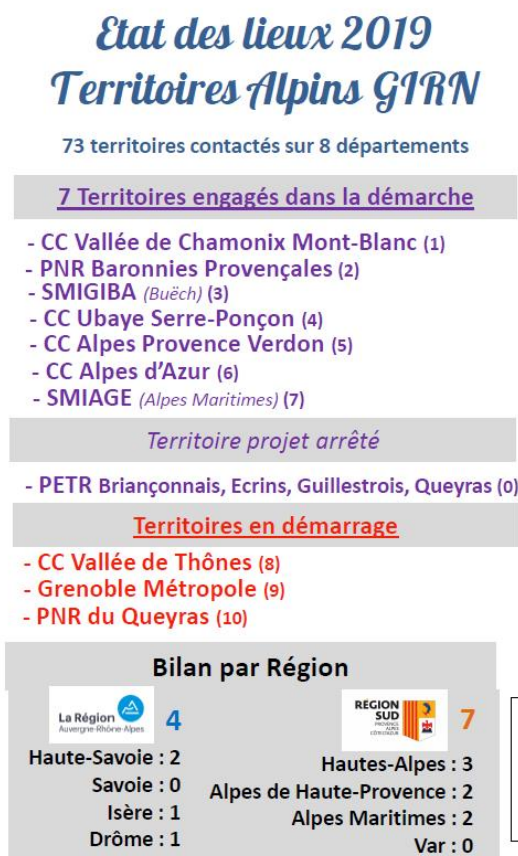 Etat des lieux 2019
Territoires Alpins GIRN
73 territoires contactés sur 8 départements
7 Territoires engagés dans la démarche
- CC Vallée de Chamonix Mont-Blanc (1)
- PNR Baronnies Provençales (2)
- SMIGIBA (Buëch) (3)
- CC Ubaye Serre-Ponçon (4)
- CC Alpes Provence Verdon (5)
- CC Alpes d'Azur (6)
- SMIAGE (Alpes Maritimes) (7)
Territoire projet arrêté
- PETR Briançonnais, Ecrins, Guillestrois, Queyras (0)
Territoires en démarrage
- CC Vallée de Thônes (8)
- Grenoble Métropole (9)
- PNR du Queyras (10)
Bilan par Région
La Région
Auvergne-Rhône-Alpes
4
Haute-Savoie : 2
Savoie : 0
Isère : 1
Drôme : 1
RÉGION
SUD
PROVENCE
ALPES
CÔTE D'AZUR
7
Hautes-Alpes : 3
Alpes de Haute-Provence : 2
Alpes Maritimes : 2
Var : 0